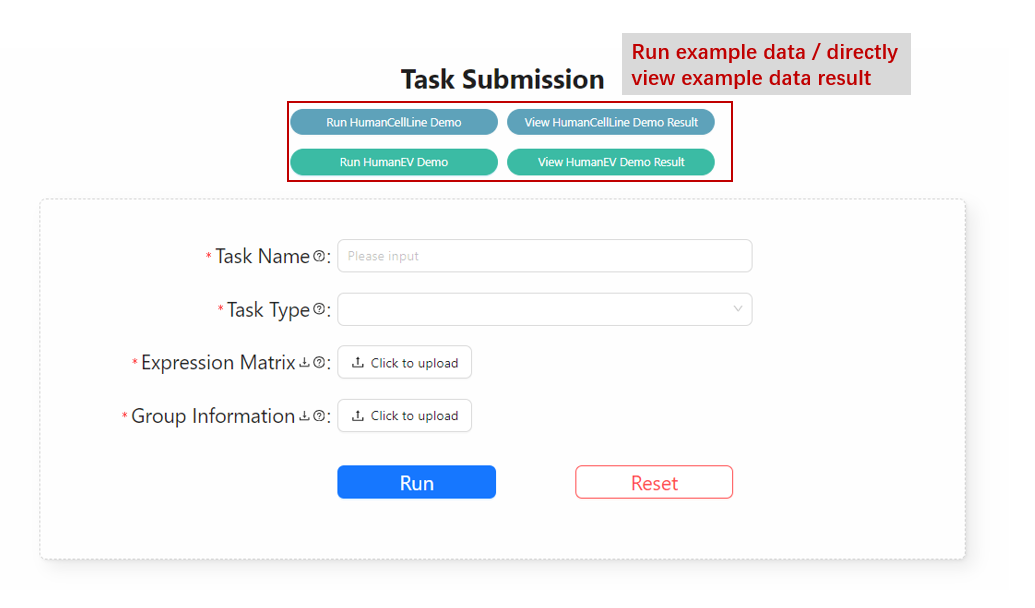 Run example data / directly
view example data result
Task Submission
Run HumanCellLine Demo
View HumanCellLine Demo Result
Run HumanEV Demo
View HumanEV Demo Result
* Task Name ? :
Please input
* Task Type ? :
* Expression Matrix ? :
Click to upload
* Group Information ? :
Click to upload
Run
Reset